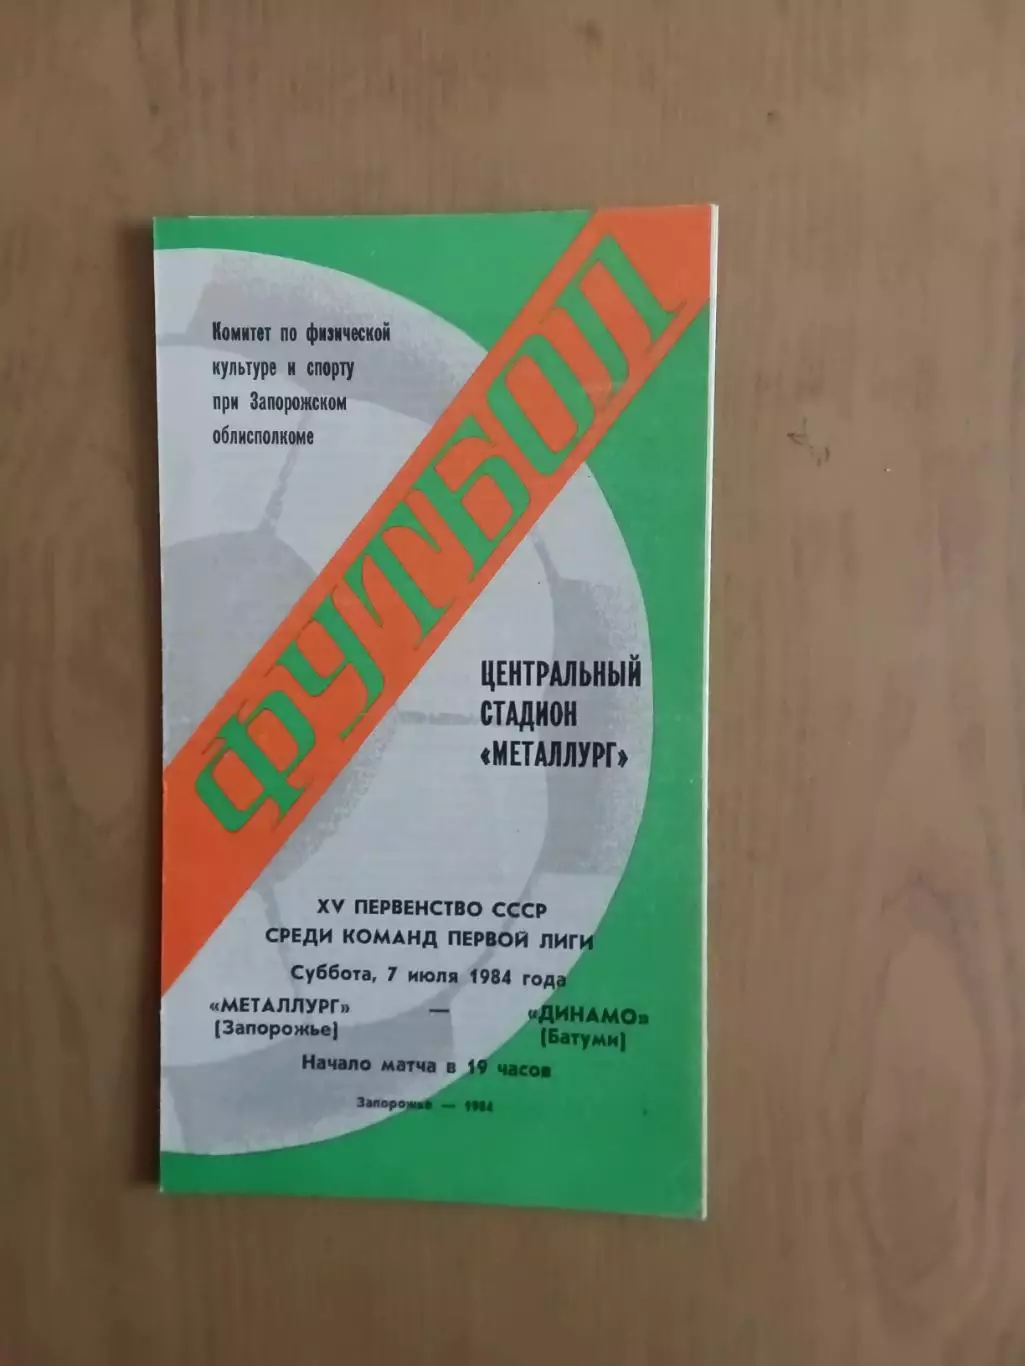 Комитет по физической
культуре и спорту
при Запорожском
облисполкоме
ФУТБОЛ
ЦЕНТРАЛЬНЫЙ
СТАДИОН
«МЕТАЛЛУРГ»
XV ПЕРВЕНСТВО СССР
СРЕДИ КОМАНД ПЕРВОЙ ЛИГИ
Суббота, 7 июля 1984 года
«МЕТАЛЛУРГ» — «ДИНАМО»
[Запорожье] [Батуми]
Начало матча в 19 часов
Запорожье — 1984